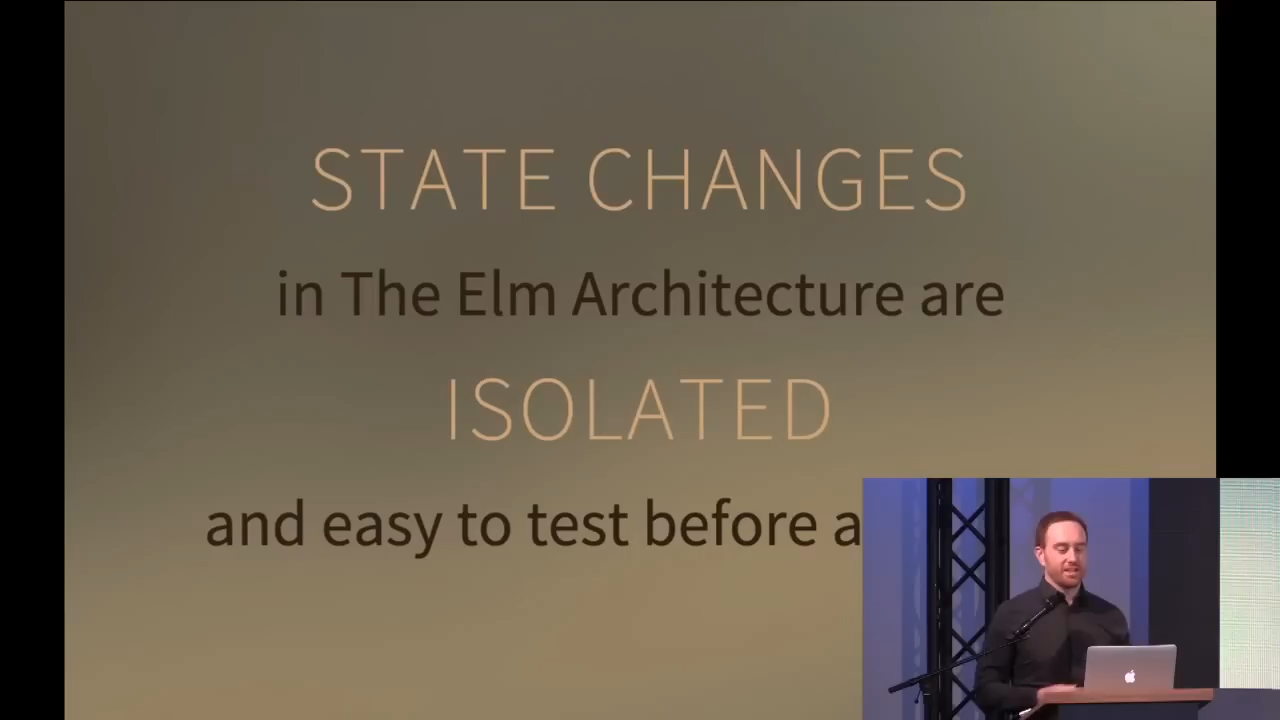 STATE CHANGES
in The Elm Architecture are
ISOLATED
and easy to test before a